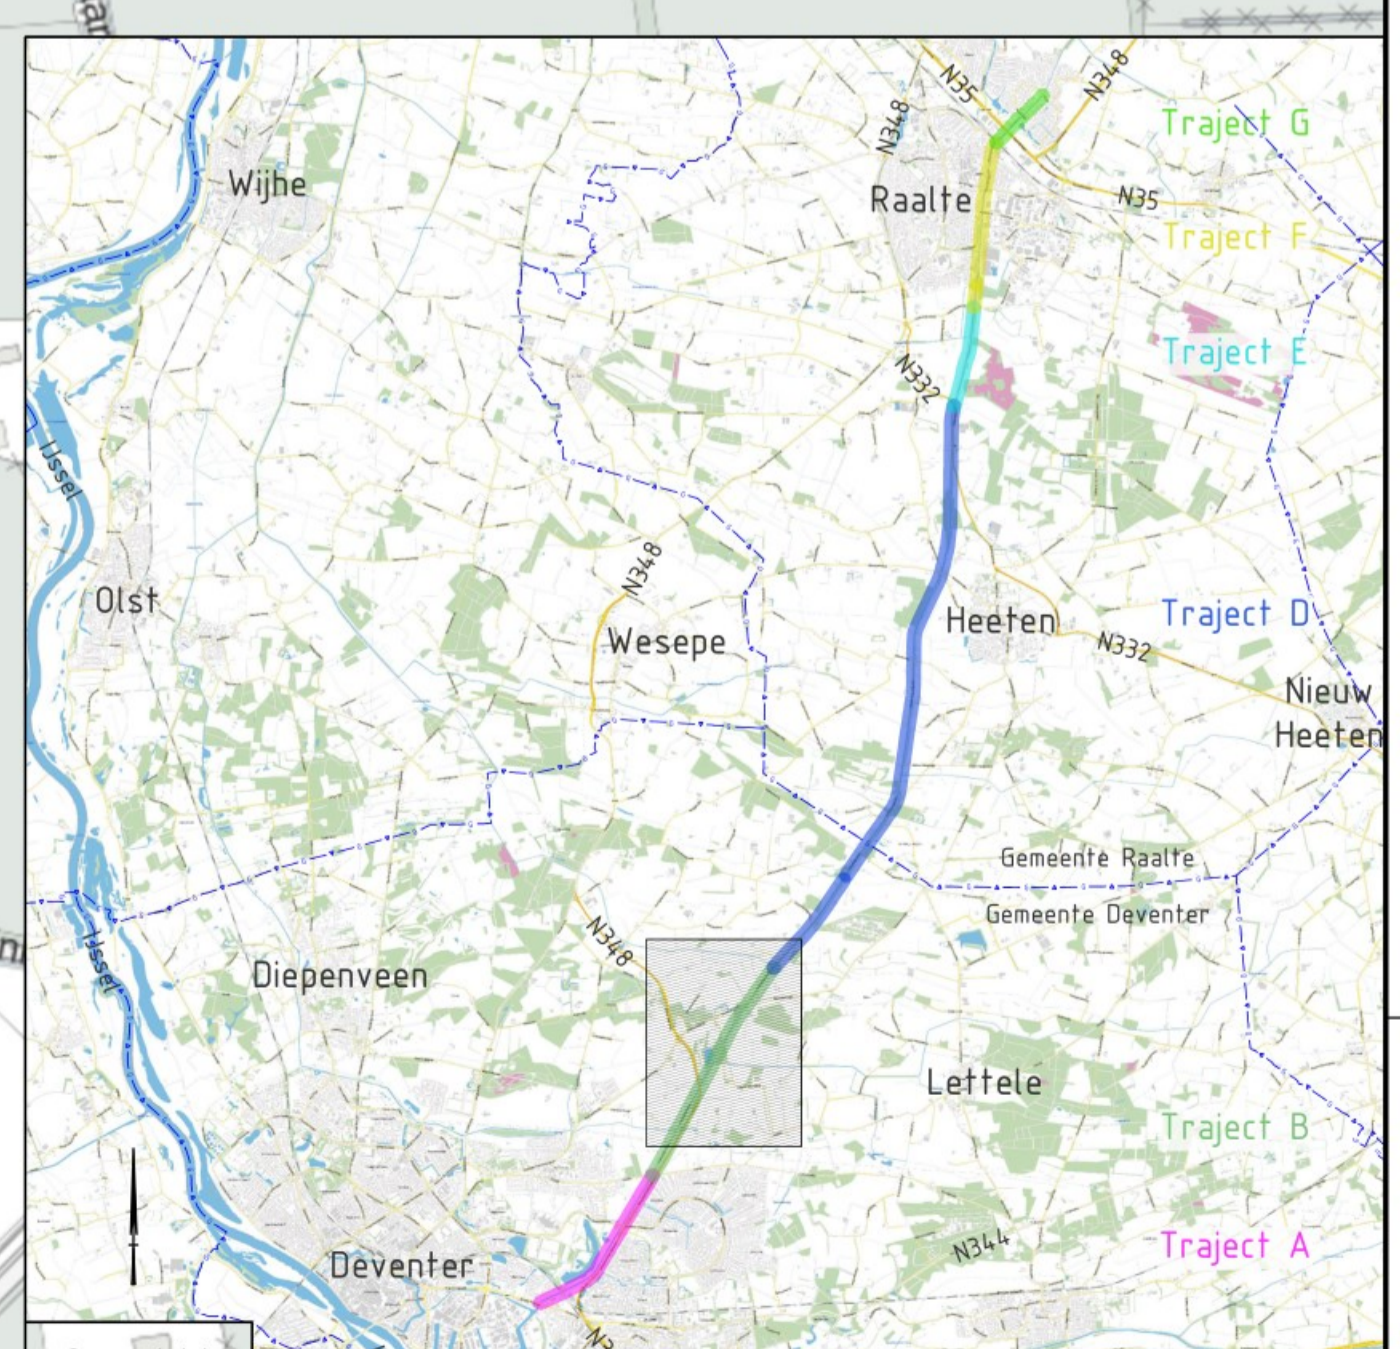 N35
N348
N348
Traject G
Wijhe
Raalte
N35
Traject F
Traject E
N332
IJssel
N348
Olst
Heeten
Traject D
Wesepe
N332
Nieuw
Heeten
Gemeente Raalte
Gemeente Deventer
N348
IJssel
Diepenveen
Lettele
Traject B
N344
Traject A
Deventer